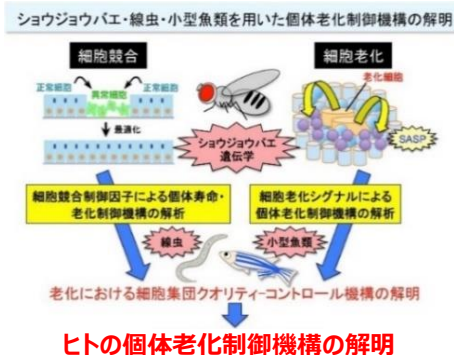 ショウジョウバエ・線虫・小型魚類を用いた個体老化制御機構の解明
細胞競合
細胞老化
正常細胞
異常細胞
正常細胞
老化細胞
最適化
SASP
ショウジョウバエ
遺伝学
細胞競合制御因子による個体寿命・
老化制御機構の解析
細胞老化シグナルによる
個体老化制御機構の解析
線虫
小型魚類
老化における細胞集団クオリティ-コントロール機構の解明
ヒトの個体老化制御機構の解明